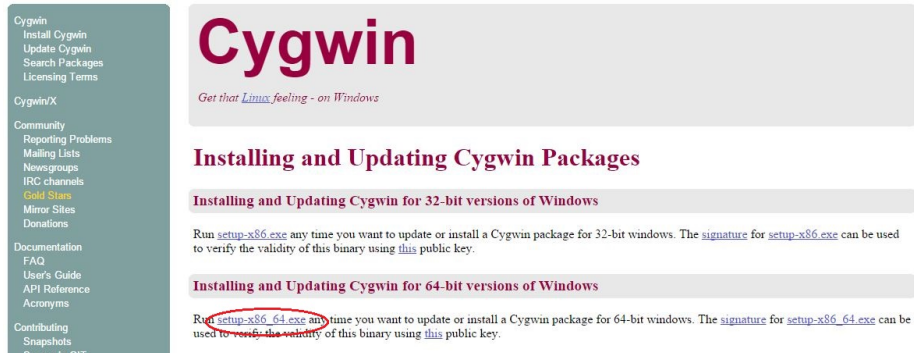 Cygwin
Install Cygwin
Update Cygwin
Search Packages
Licensing Terms
Cygwin/X
Community
Reporting Problems
Mailing Lists
Newsgroups
IRC channels
Gold Stars
Mirror Sites
Donations
Documentation
FAQ
User's Guide
API Reference
Acronyms
Contributing
Snapshots
Cygwin
Get that Linux feeling - on Windows
Installing and Updating Cygwin Packages
Installing and Updating Cygwin for 32-bit versions of Windows
Run setup-x86.exe any time you want to update or install a Cygwin package for 32-bit windows. The signature for setup-x86.exe can be used
to verify the validity of this binary using this public key.
Installing and Updating Cygwin for 64-bit versions of Windows
Run setup-x86_64.exe any time you want to update or install a Cygwin package for 64-bit windows. The signature for setup-x86_64.exe can be
used to verify the validity of this binary using this public key.